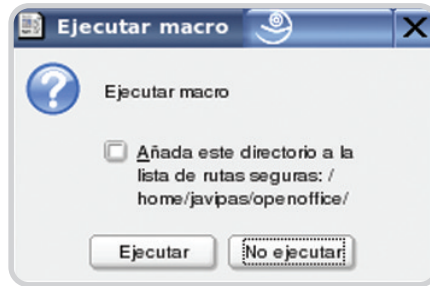 Ejecutar macro
Ejecutar macro
Añada este directorio a la
lista de rutas seguras: /
home/javipas/openoffice/
Ejecutar
No ejecutar